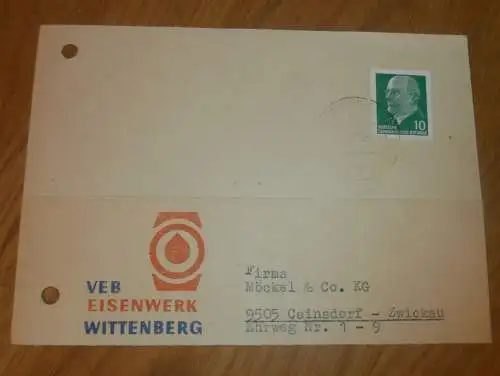 10
DEUTSCHE
DEMOKRATISCHE REPUBLIK
VEB
EISENWERK
WITTENBERG
Firma
Möckel & Co. KG
9505 Cainsdorf - Zwickau
Ehrweg Nr. 1 - 9